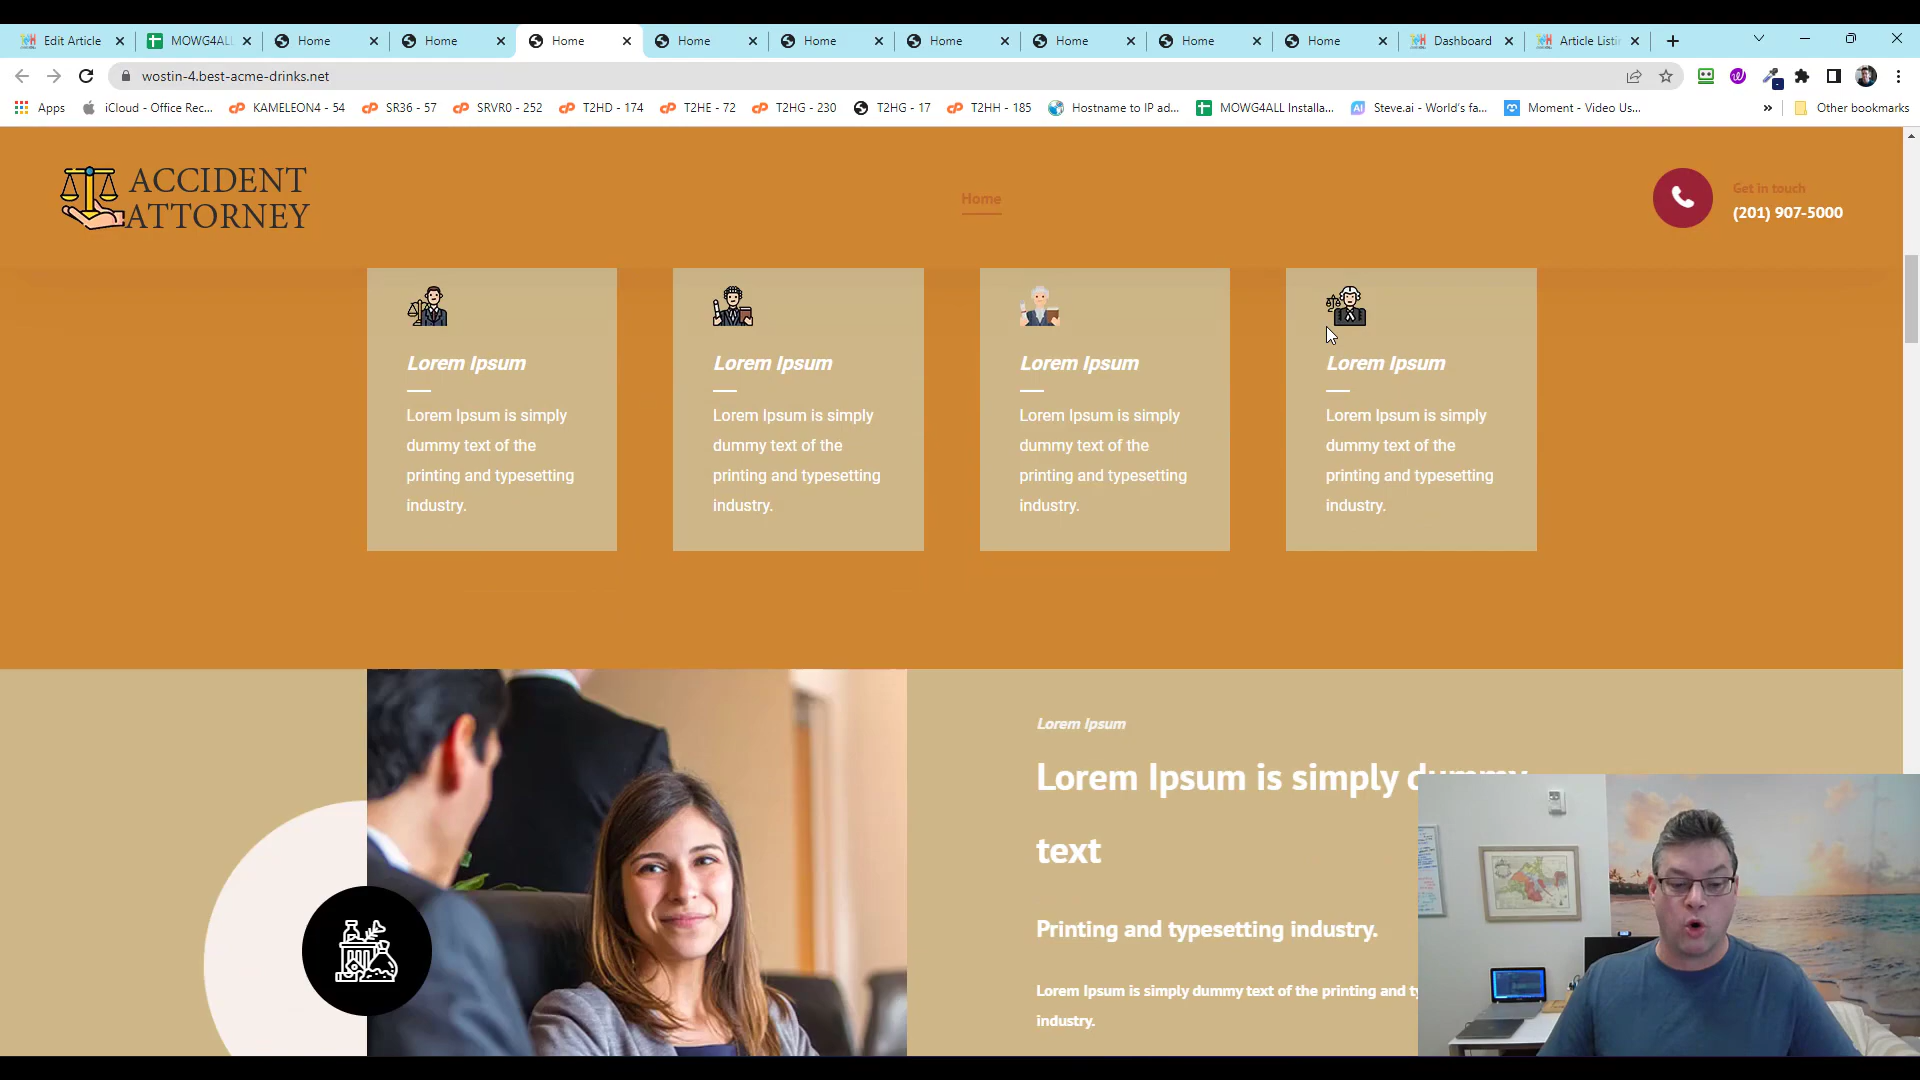 Edit Article
MOWG4ALL
Home
Home
Home
Home
Home
Home
Home
Home
Home
Dashboard
Article Listin
wostin-4.best-acme-drinks.net
Apps
iCloud - Office Rec...
KAMELEON4 - 54
SR36 - 57
SRVR0 - 252
T2HD - 174
T2HE - 72
T2HG - 230
T2HG - 17
T2HH - 185
Hostname to IP ad...
MOWG4ALL Installa...
Steve.ai - World's fa...
Moment - Video Us...
»
Other bookmarks
ACCIDENT
ATTORNEY
Home
Get in touch
(201) 907-5000
Lorem Ipsum
Lorem Ipsum is simply
dummy text of the
printing and typesetting
industry.
Lorem Ipsum
Lorem Ipsum is simply
dummy text of the
printing and typesetting
industry.
Lorem Ipsum
Lorem Ipsum is simply
dummy text of the
printing and typesetting
industry.
Lorem Ipsum
Lorem Ipsum is simply
dummy text of the
printing and typesetting
industry.
Lorem Ipsum
Lorem Ipsum is simply dummy
text
Printing and typesetting industry.
Lorem Ipsum is simply dummy text of the printing and ty
industry.